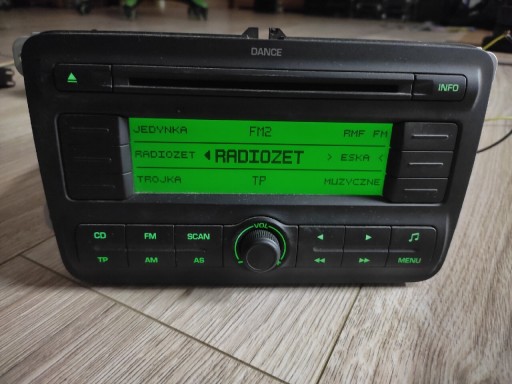 DANCE
INFO
JEDYNKA FM2 RMF FM
RADIOZET ◄RADIOZET > ESKA <
TROJKA TP MUZYCZNE
CD FM SCAN VOL ◄ ► ♫
TP AM AS - + ◄◄ ►► MENU